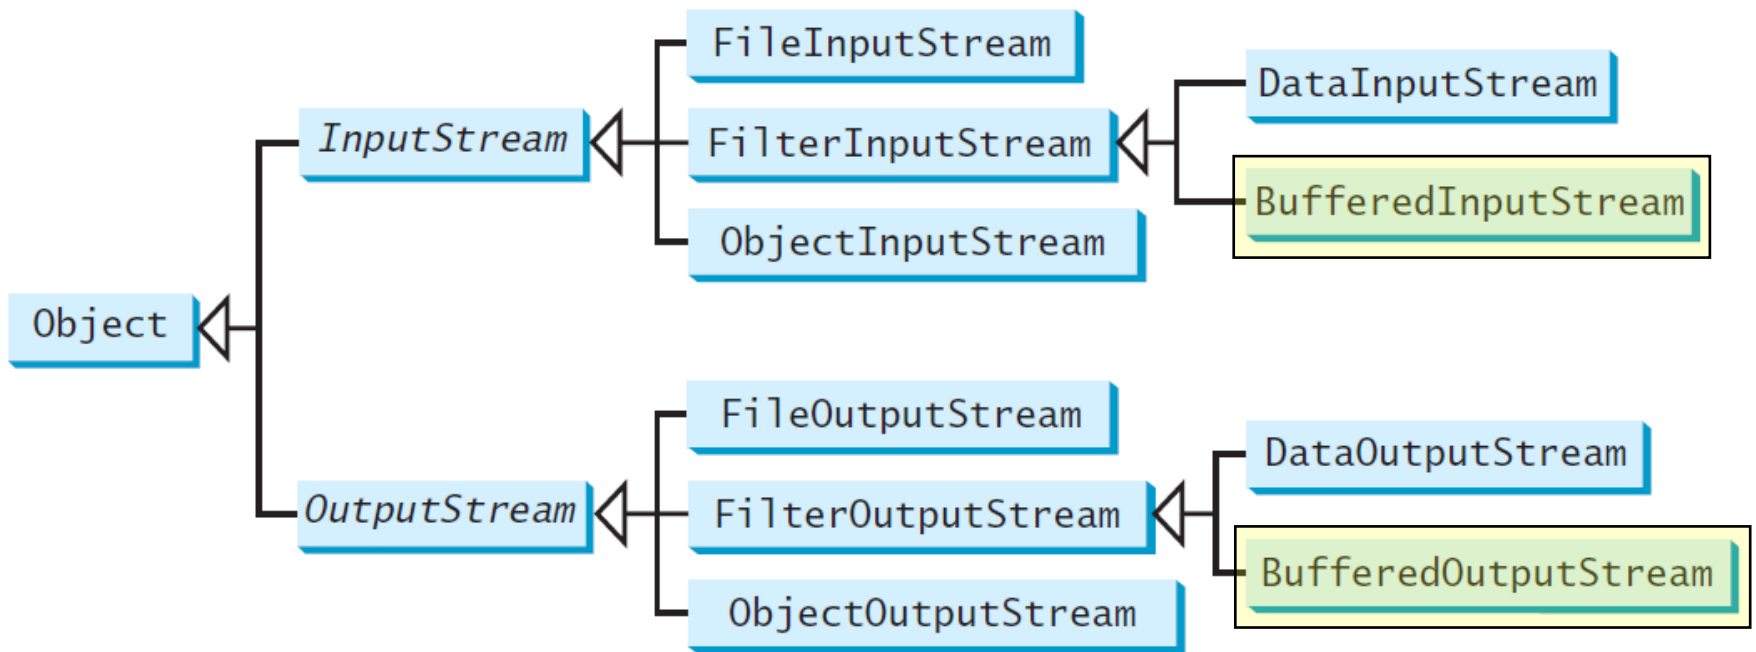 FileInputStream
DataInputStream
InputStream
FilterInputStream
BufferedInputStream
ObjectInputStream
Object
FileOutputStream
DataOutputStream
OutputStream
FilterOutputStream
BufferedOutputStream
ObjectOutputStream